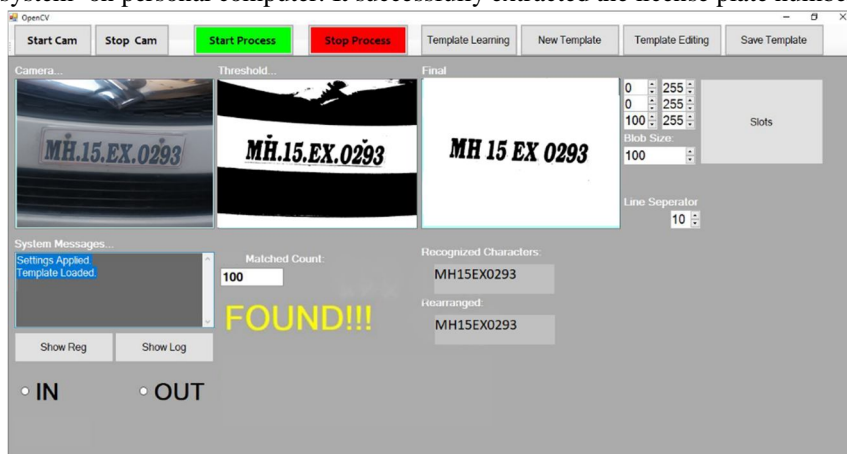 system" on personal computer. It successfully extracted the license plate numbe
OpenCV
Start Cam Stop Cam Start Process Stop Process Template Learning New Template Template Editing Save Template
Camera... Threshold... Final
MH.15.EX.0293 MH.15.EX.0293 MH 15 EX 0293
0 255
0 255
100 255
Slots
Blob Size:
100
Line Seperator
10
System Messages...
Settings Applied.
Template Loaded.
Matched Count:
100
FOUND!!!
Recognized Characters:
MH15EX0293
Rearranged:
MH15EX0293
Show Reg Show Log
IN OUT